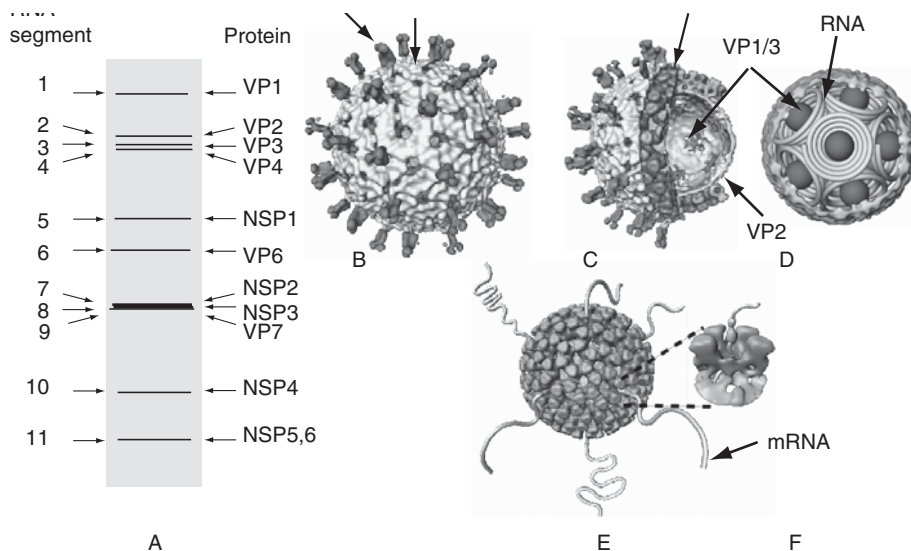 segment
Protein
1
2
3
4
5
6
7
8
9
10
11
VP1
VP2
VP3
VP4
NSP1
VP6
NSP2
NSP3
VP7
NSP4
NSP5,6
A
B
C
VP1/3
RNA
VP2
D
mRNA
E
F